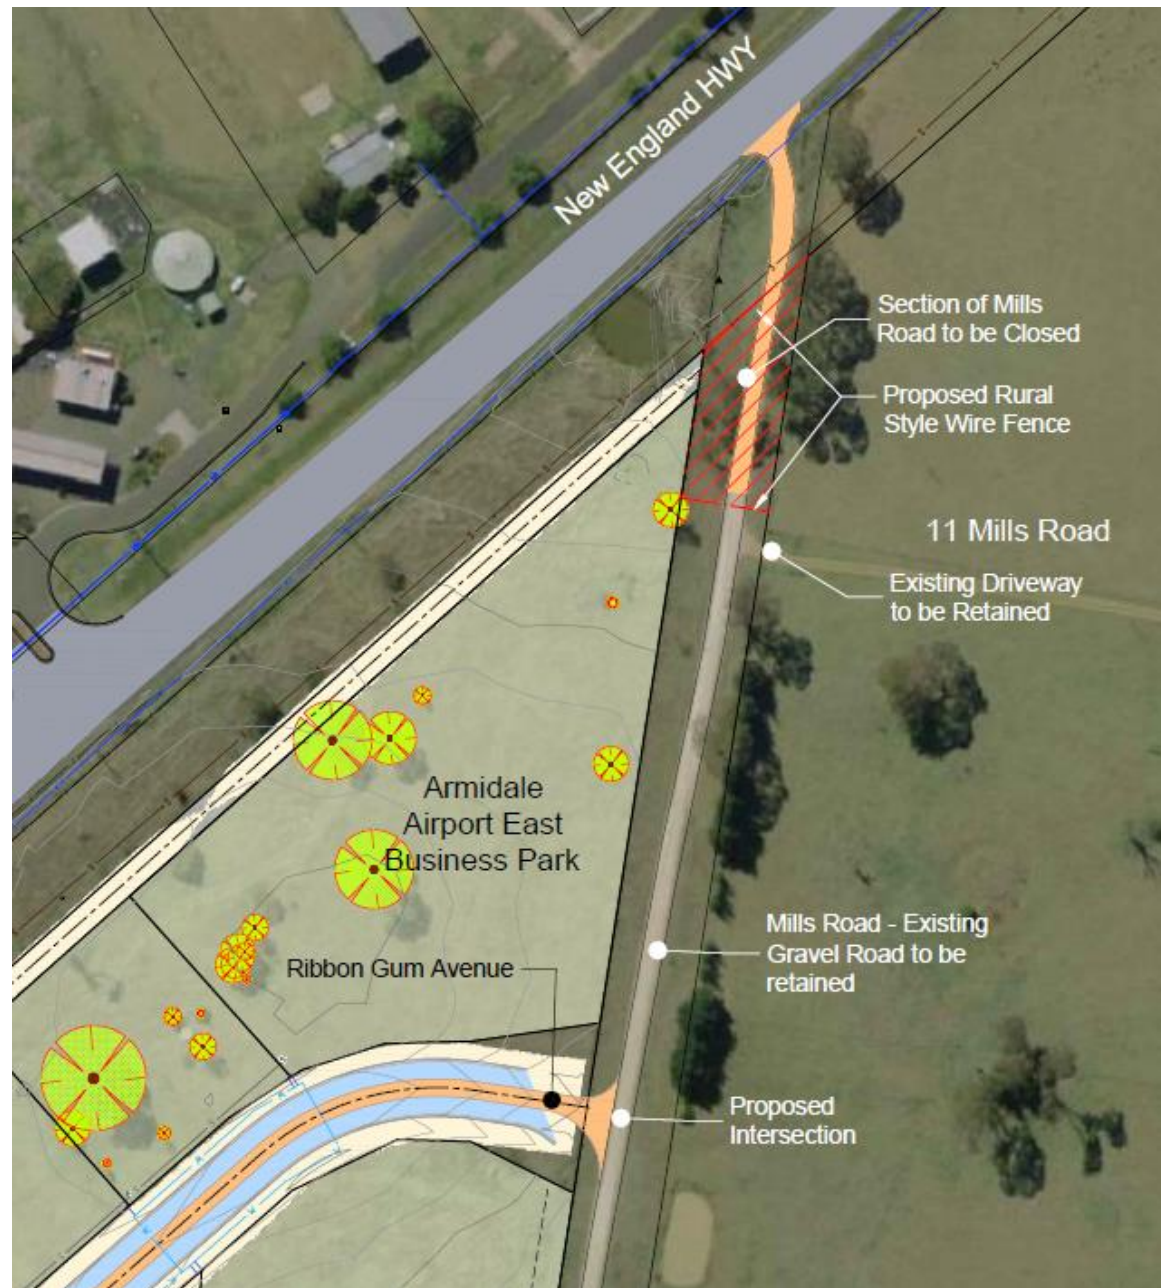 New England HWY
Section of Mills
Road to be Closed
Proposed Rural
Style Wire Fence
11 Mills Road
Existing Driveway
to be Retained
Armidale
Airport East
Business Park
Mills Road - Existing
Gravel Road to be
retained
Ribbon Gum Avenue
Proposed
Intersection